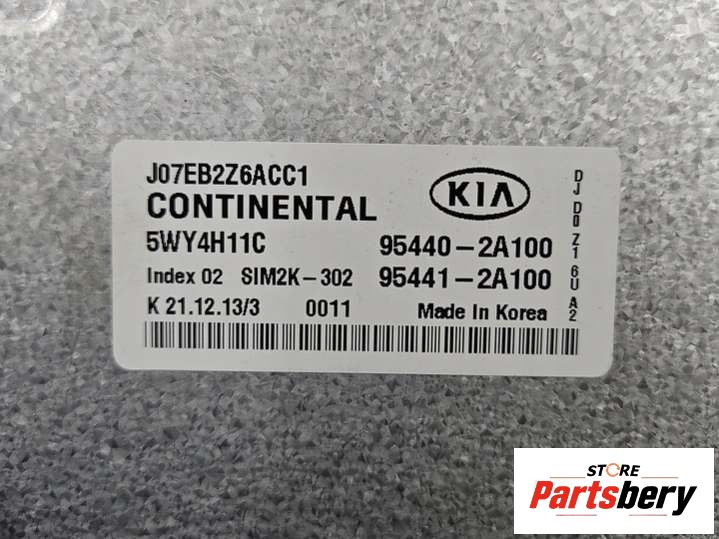 J07EB2Z6ACC1
KIA
CONTINENTAL
5WY4H11C 95440-2A100
Index 02 SIM2K-302 95441-2A100
K 21.12.13/3 0011 Made In Korea
DJ D0 Z1 6U A2
STORE
Partsbery